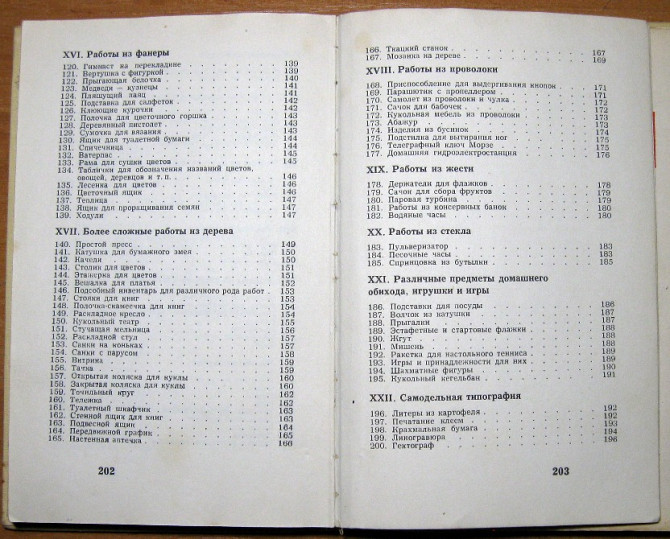 XVI. Работы из фанеры
120. Гимнаст на перекладине 139
121. Вертушка с фигуркой 139
122. Прыгающая белочка 140
123. Медведи — кузнецы 141
124. Пляшущий заяц 141
125. Подставка для салфеток 142
126. Клюющие курочки 142
127. Полочка для цветочного горшка 142
128. Деревянный пистолет 143
129. Сумочка для вязания 143
130. Ящик для туалетной бумаги 144
131. Спичечница 144
132. Ватерпас 144
133. Рама для сушки цветов 145
134. Таблички для обозначения названий цветов,
овощей, деревцов и т. п. 146
135. Лесенка для цветов 146
136. Цветочный ящик 146
137. Теплица 147
138. Ящик для проращивания семян 147
139. Ходули 147
XVII. Более сложные работы из дерева
140. Простой пресс 149
141. Катушка для бумажного змея 150
142. Качели 150
143. Столик для цветов 151
144. Этажерка для цветов 151
145. Вешалка для платья 152
146. Подсобный инвентарь для различного рода работ 153
147. Столик для книг 153
148. Полочка-скамеечка для книг 154
149. Раскладное кресло 154
150. Кукольный театр 155
151. Стучащая мельница 156
152. Раскладной стул 157
153. Санки на коньках 157
154. Санки с парусом 158
155. Витрина 159
156. Тачка 159
157. Открытая коляска для куклы 160
158. Закрытая коляска для куклы 160
159. Точильный круг 162
160. Тележка 162
161. Туалетный шкафчик 163
162. Стенной ящик для книг 163
163. Подвесной ящик 164
164. Передвижной график 165
165. Настенная аптечка 166
202
166. Ткацкий станок 167
167. Мозаика на дереве 169
XVIII. Работы из проволоки
168. Приспособление для выдергивания кнопок 171
169. Парашютик с пропеллером 171
170. Самолет из проволоки и чулка 172
171. Сачок для бабочек 172
172. Кукольная мебель из проволоки 173
173. Абажур 173
174. Изделия из бусинок 174
175. Подстилка для вытирания ног 175
176. Телеграфный ключ Морзе 175
177. Домашняя гидроэлектростанция 176
XIX. Работы из жести
178. Держатели для флажков 178
179. Сачок для сбора фруктов 179
180. Паровая турбина 179
181. Работы из консервных банок 180
182. Водяные часы 180
XX. Работы из стекла
183. Пульверизатор 183
184. Песочные часы 183
185. Спринцовка из бутылки 185
XXI. Различные предметы домашнего
обихода, игрушки и игры
186. Подставки для посуды 186
187. Волчок из катушки 187
188. Прыгалки 187
189. Эстафетные и стартовые флажки 188
190. Жгут 188
191. Мишень 188
192. Ракетка для настольного тенниса 189
193. Игры и принадлежности для них 189
194. Шахматные фигуры 190
195. Кукольный кегельбан 191
XXII. Самодельная типография
196. Литеры из картофеля 192
197. Печатание клеем 192
198. Крахмальная бумага 193
199. Линогравюра 194
200. Гектограф 196
203